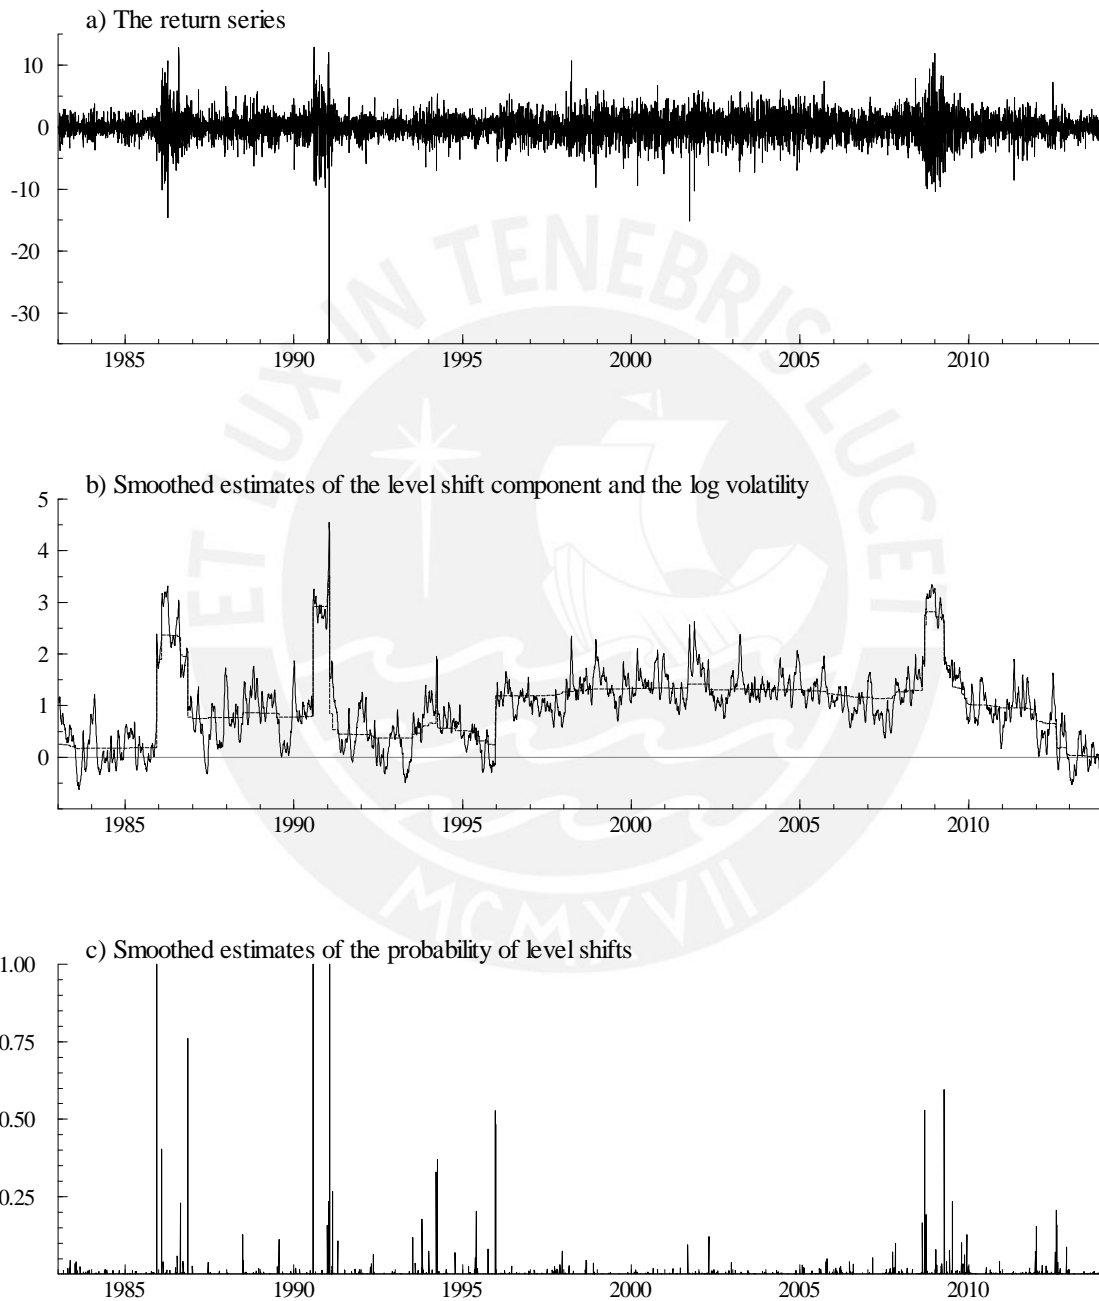 a) The return series
10
0
-10
-20
-30
1985 1990 1995 2000 2005 2010
ET LUX IN TENEBRIS LUCET
b) Smoothed estimates of the level shift component and the log volatility
5
4
3
2
1
0
1985 1990 1995 2000 2005 2010
MCMXVII
c) Smoothed estimates of the probability of level shifts
1.00
0.75
0.50
0.25
1985 1990 1995 2000 2005 2010